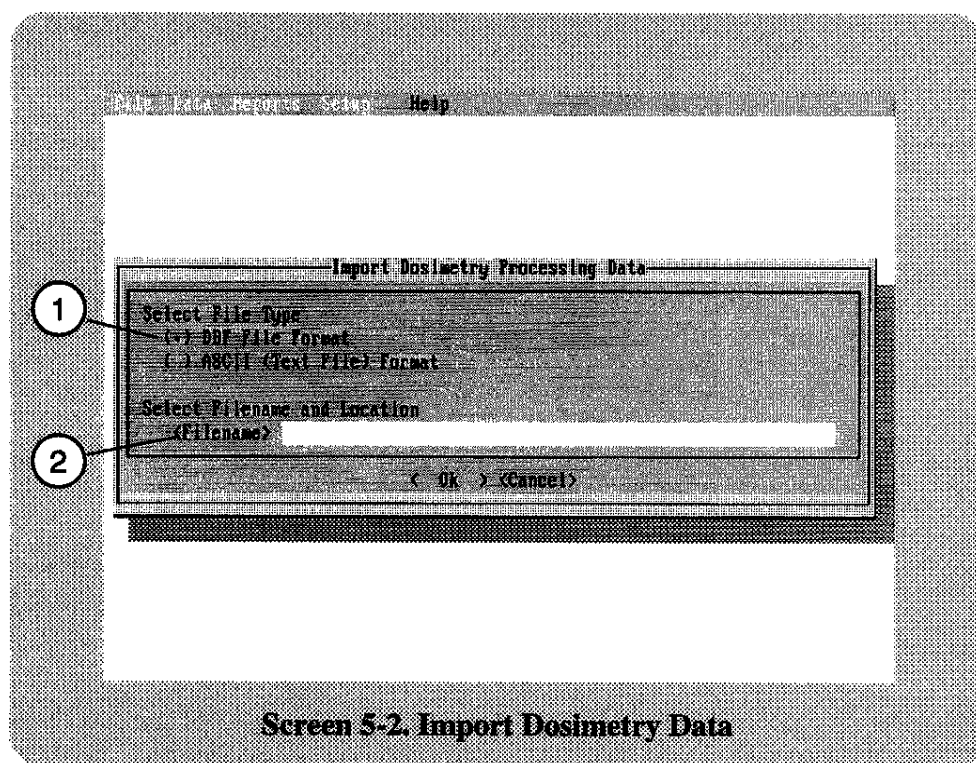 File Data Reports Setup Help
Import Dosimetry Processing Data
Select File Type
(•) DBF File Format
( ) ASCII (Text File) Format
Select Filename and Location
<Filename>
< Ok > <Cancel>
1
2
Screen 5-2. Import Dosimetry Data